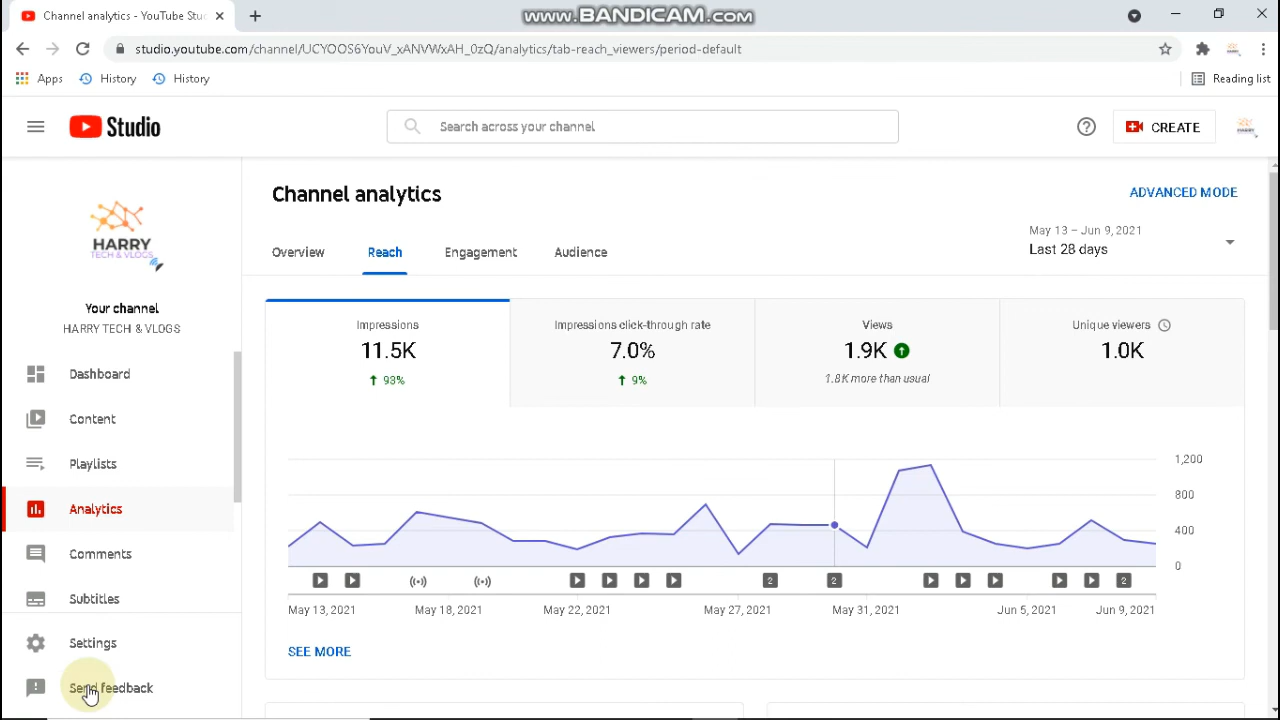 Channel analytics - YouTube Stud
www.BANDICAM.com
studio.youtube.com/channel/UCYOOS6YouV_xANVWxAH_0zQ/analytics/tab-reach_viewers/period-default
Apps
History
History
Reading list
Studio
Search across your channel
CREATE
HARRY
TECH & VLOGS
Your channel
HARRY TECH & VLOGS
Dashboard
Content
Playlists
Analytics
Comments
Subtitles
Settings
Send feedback
Channel analytics
ADVANCED MODE
Overview
Reach
Engagement
Audience
May 13 – Jun 9, 2021
Last 28 days
Impressions
11.5K
93%
Impressions click-through rate
7.0%
9%
Views
1.9K
1.8K more than usual
Unique viewers
1.0K
1,200
800
400
0
2
2
2
May 13, 2021
May 18, 2021
May 22, 2021
May 27, 2021
May 31, 2021
Jun 5, 2021
Jun 9, 2021
SEE MORE